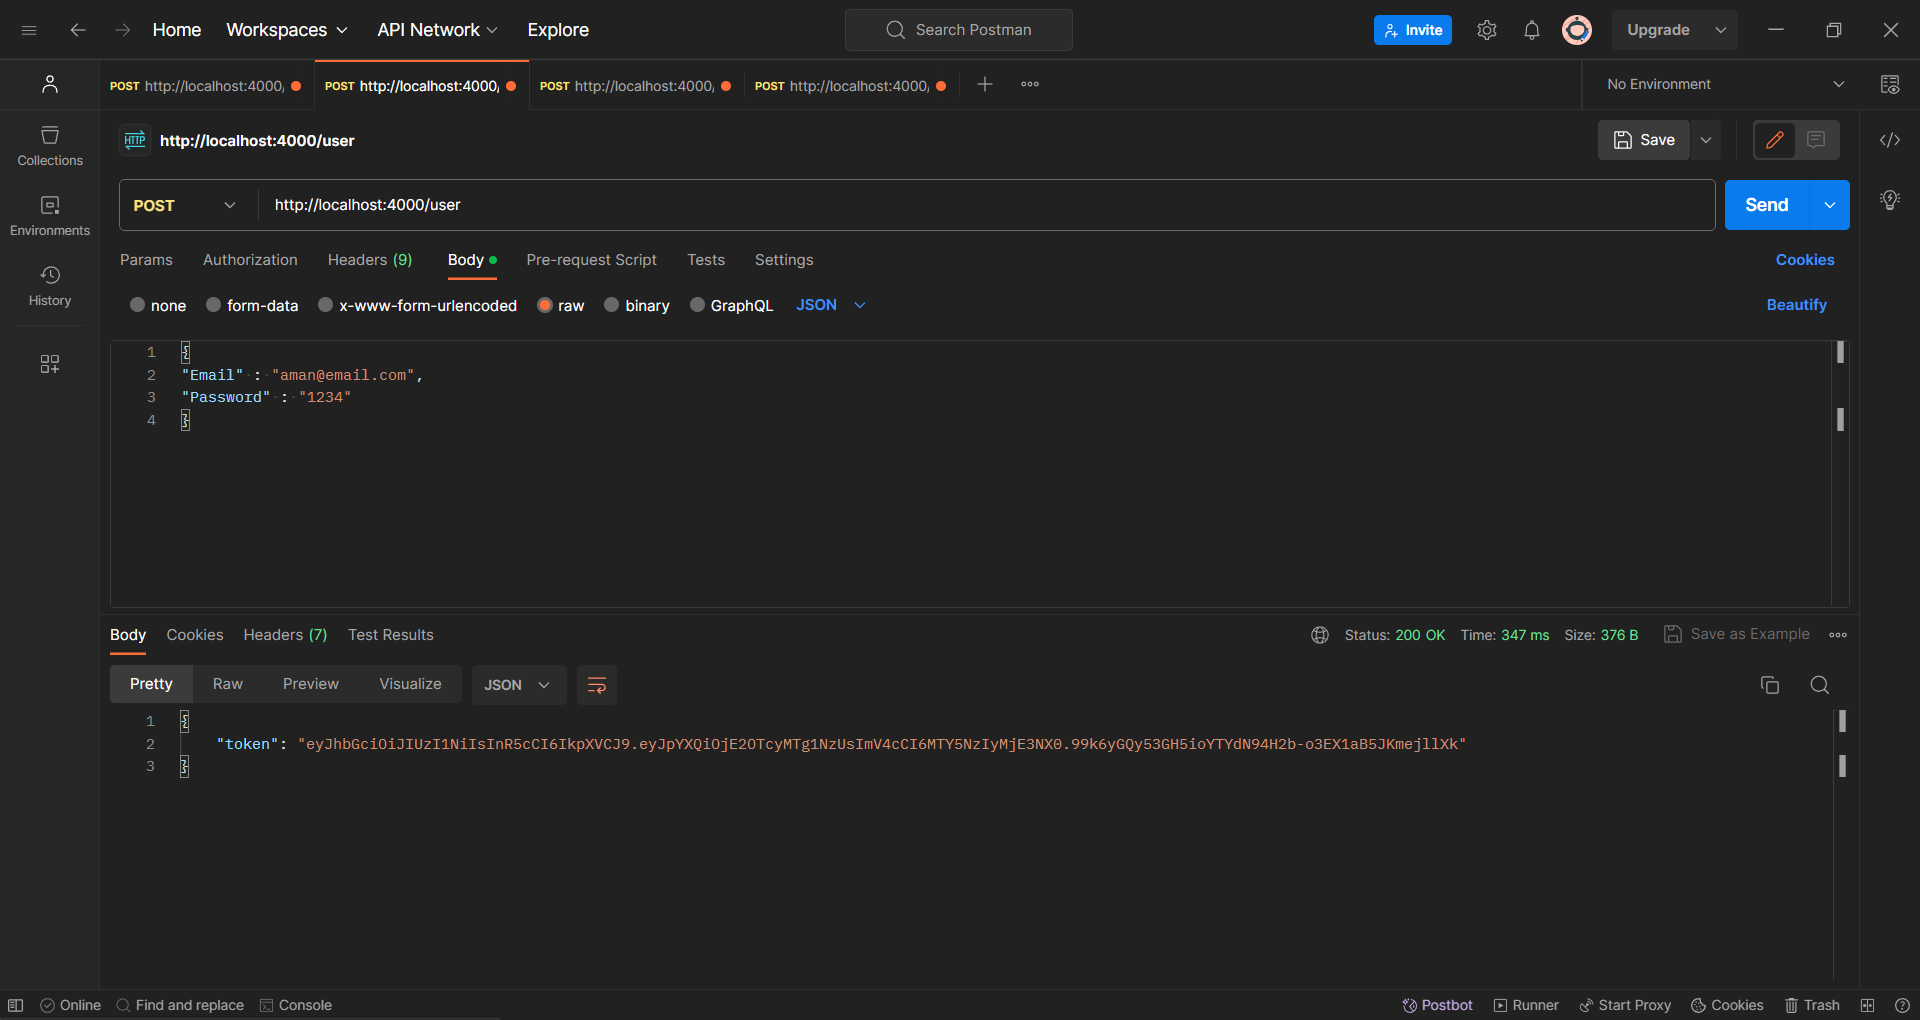 Home Workspaces API Network Explore Search Postman Invite Upgrade
POST http://localhost:4000/ POST http://localhost:4000/ POST http://localhost:4000/ POST http://localhost:4000/ No Environment
HTTP http://localhost:4000/user Save
Collections
POST http://localhost:4000/user Send
Environments
Params Authorization Headers (9) Body Pre-request Script Tests Settings Cookies
History
none form-data x-www-form-urlencoded raw binary GraphQL JSON Beautify
1 {
2 "Email" : "aman@email.com",
3 "Password" : "1234"
4 }
Body Cookies Headers (7) Test Results Status: 200 OK Time: 347 ms Size: 376 B Save as Example
Pretty Raw Preview Visualize JSON
1 {
2 "token": "eyJhbGciOiJIUzI1NiIsInR5cCI6IkpXVCJ9.eyJpYXQiOjE2OTcyMTg1NzUsImV4cCI6MTY5NzIyMjE3NX0.99k6yGQy53GH5ioYTYdN94H2b-o3EX1aB5JKmejllXk"
3 }
Online Find and replace Console Postbot Runner Start Proxy Cookies Trash